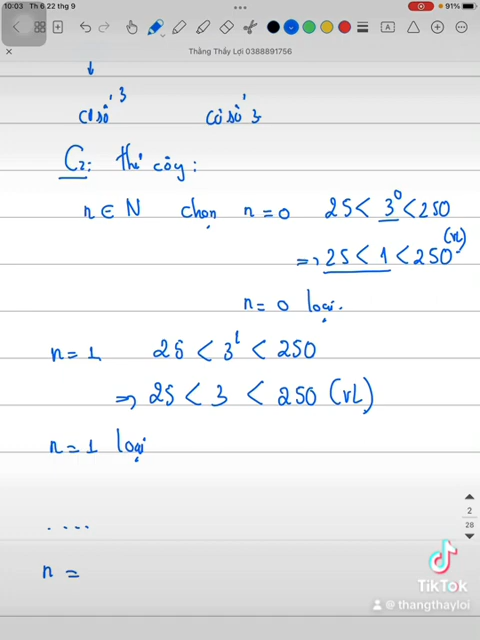 10:03 Th 6 22 thg 9
91%
Thằng Thầy Lợi 0388891756
cơ số 3 cơ số 3
C2: thế cây:
n ∈ N chọn n = 0 25 < 3⁰ < 250
=> 25 < 1 < 250 (VL)
n = 0 loại.
n = 1 25 < 3¹ < 250
=> 25 < 3 < 250 (VL)
n = 1 loại
....
n =
2
28
TikTok
@thangthayloi